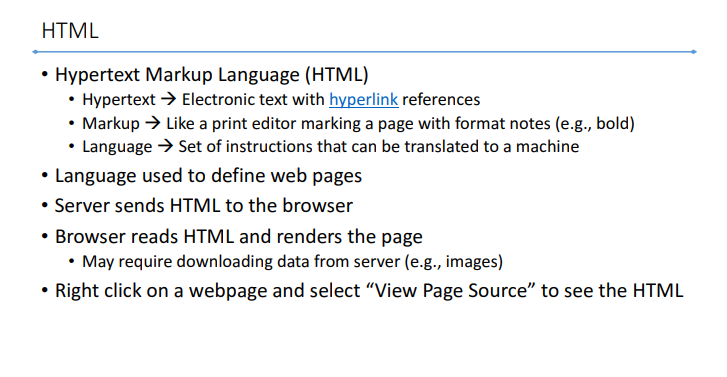 HTML
• Hypertext Markup Language (HTML)
• Hypertext → Electronic text with hyperlink references
• Markup → Like a print editor marking a page with format notes (e.g., bold)
• Language → Set of instructions that can be translated to a machine
• Language used to define web pages
• Server sends HTML to the browser
• Browser reads HTML and renders the page
• May require downloading data from server (e.g., images)
• Right click on a webpage and select “View Page Source” to see the HTML